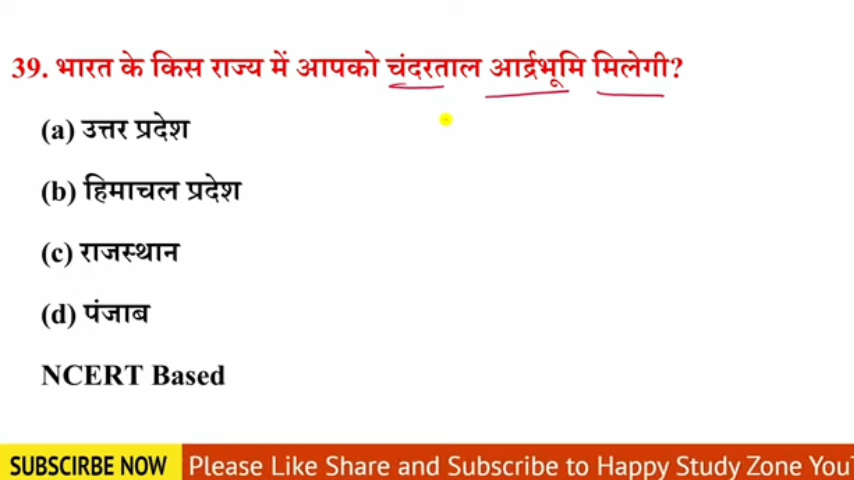 39. भारत के किस राज्य में आपको चंदरताल आर्द्रभूमि मिलेगी?
(a) उत्तर प्रदेश
(b) हिमाचल प्रदेश
(c) राजस्थान
(d) पंजाब
NCERT Based
SUBSCIRBE NOW Please Like Share and Subscribe to Happy Study Zone You